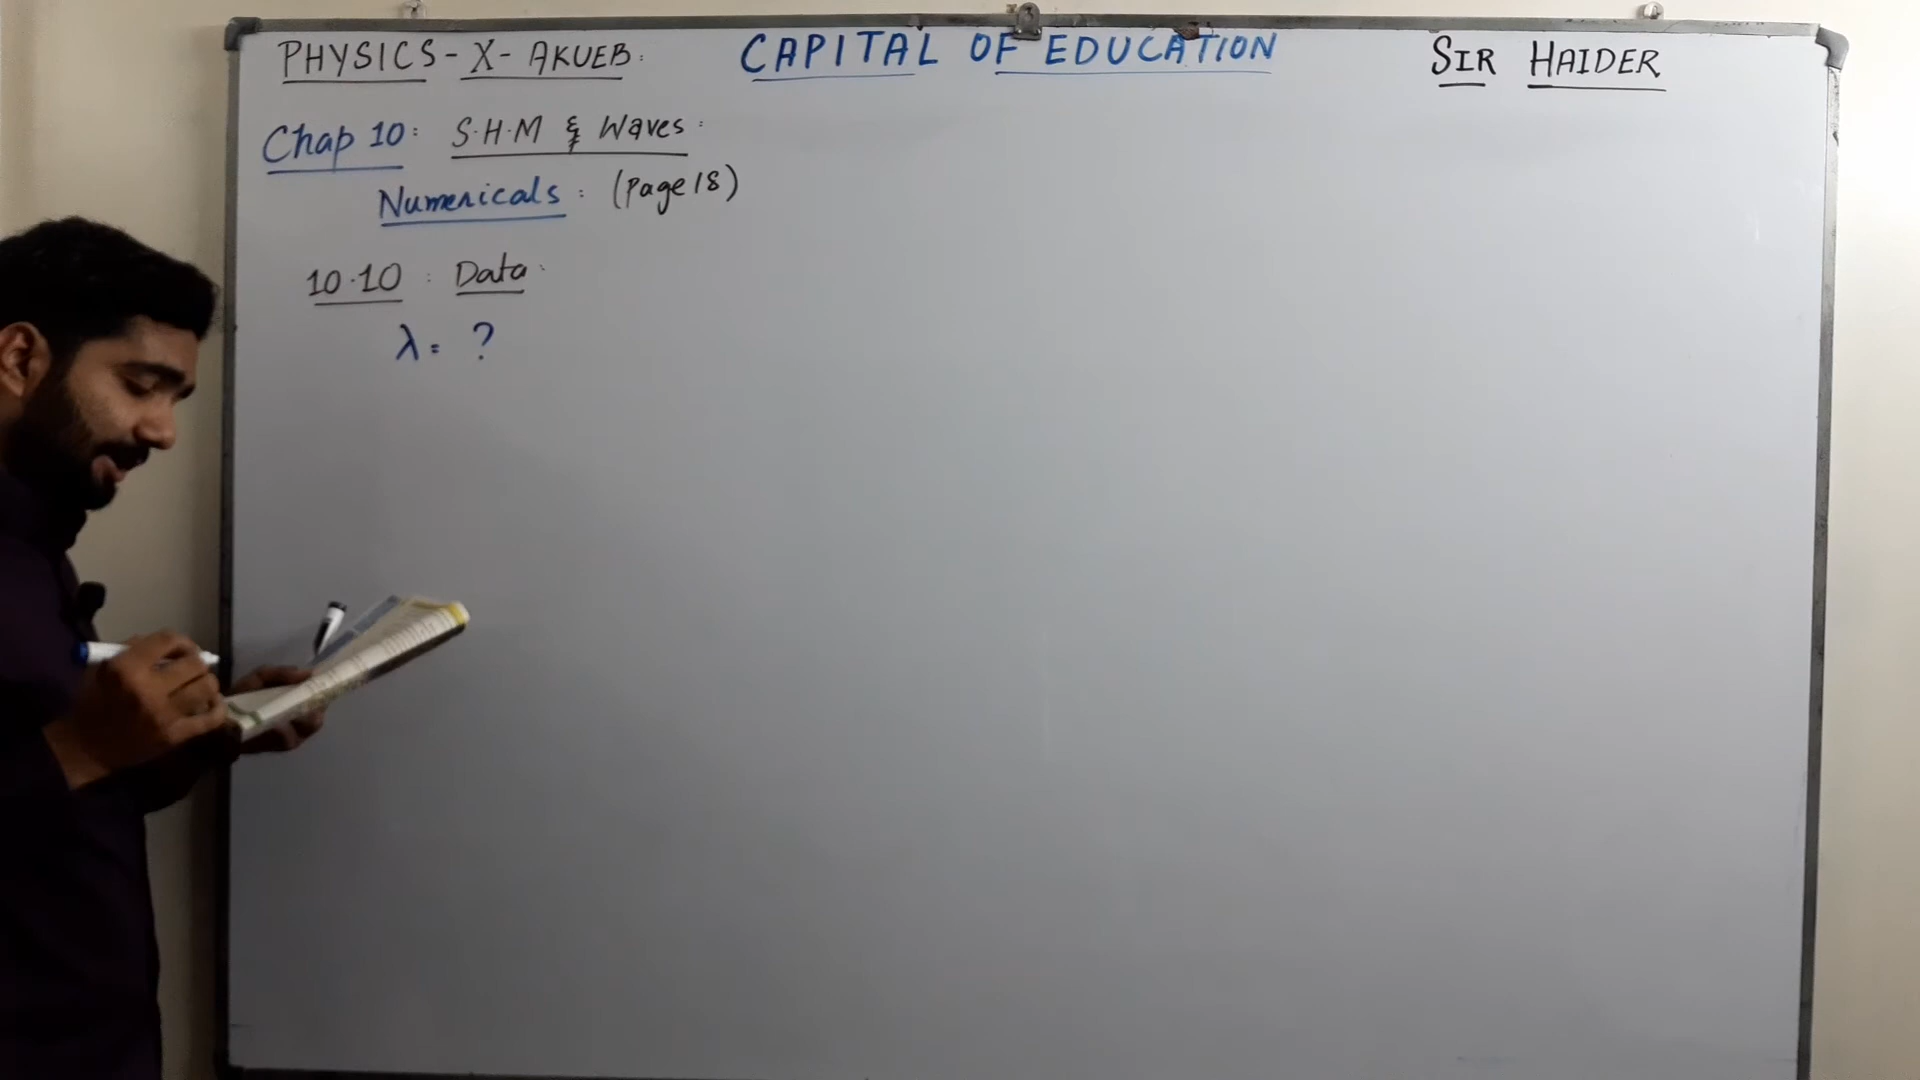 PHYSICS - X - AKUEB. CAPITAL OF EDUCATION SIR HAIDER
Chap 10: S.H.M & Waves:
Numericals: (Page 18)
10.10: Data:
λ = ?